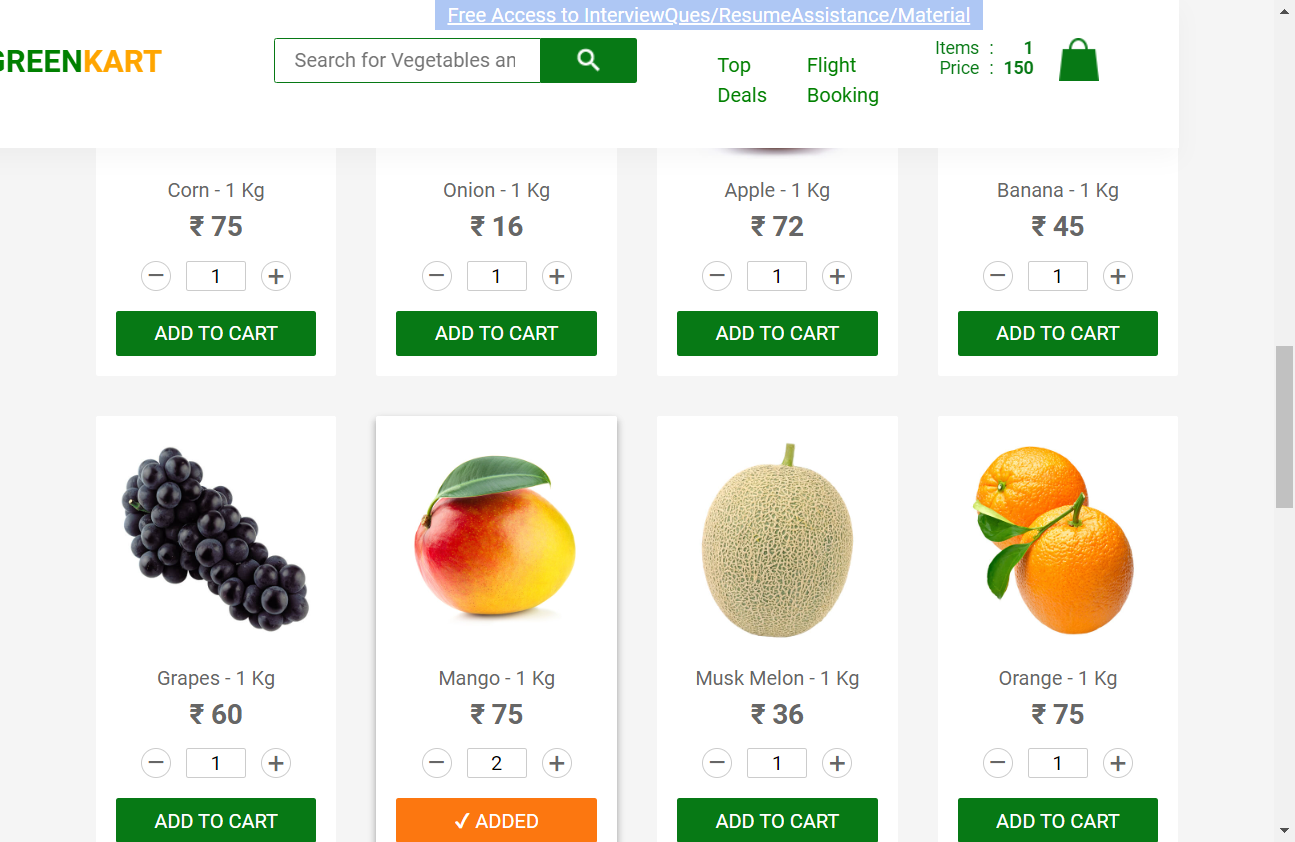 Free Access to InterviewQues/ResumeAssistance/Material
GREENKART
Search for Vegetables an
Top Deals
Flight Booking
Items : 1
Price : 150
Corn - 1 Kg
₹ 75
1
ADD TO CART
Onion - 1 Kg
₹ 16
1
ADD TO CART
Apple - 1 Kg
₹ 72
1
ADD TO CART
Banana - 1 Kg
₹ 45
1
ADD TO CART
Grapes - 1 Kg
₹ 60
1
ADD TO CART
Mango - 1 Kg
₹ 75
2
✓ ADDED
Musk Melon - 1 Kg
₹ 36
1
ADD TO CART
Orange - 1 Kg
₹ 75
1
ADD TO CART